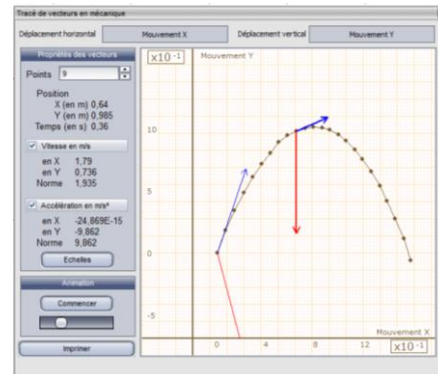 Tracé de vecteurs en mécanique
Déplacement horizontal Mouvement X Déplacement vertical Mouvement Y
Propriétés des vecteurs
Points 9
Position
X (en m) 0,64
Y (en m) 0,985
Temps (en s) 0,36
Vitesse en m/s
en X 1,79
en Y 0,736
Norme 1,935
Accélération en m/s²
en X -24,869E-15
en Y -9,862
Norme 9,862
Echelles
Animation
Commencer
Imprimer
x10 -1 Mouvement Y
10
5
0
-5
Mouvement X
0 4 8 12 x10 -1